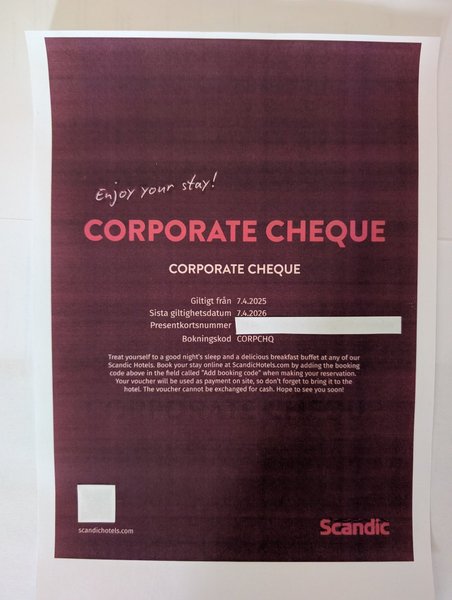 Enjoy your stay!
CORPORATE CHEQUE
CORPORATE CHEQUE
Giltigt från 7.4.2025
Sista giltighetsdatum 7.4.2026
Presentkortsnummer
Bokningskod CORPCHQ
Treat yourself to a good night's sleep and a delicious breakfast buffet at any of our
Scandic Hotels. Book your stay online at ScandicHotels.com by adding the booking
code above in the field called "Add booking code" when making your reservation.
Your voucher will be used as payment on site, so don't forget to bring it to the
hotel. The voucher cannot be exchanged for cash. Hope to see you soon!
scandichotels.com
Scandic